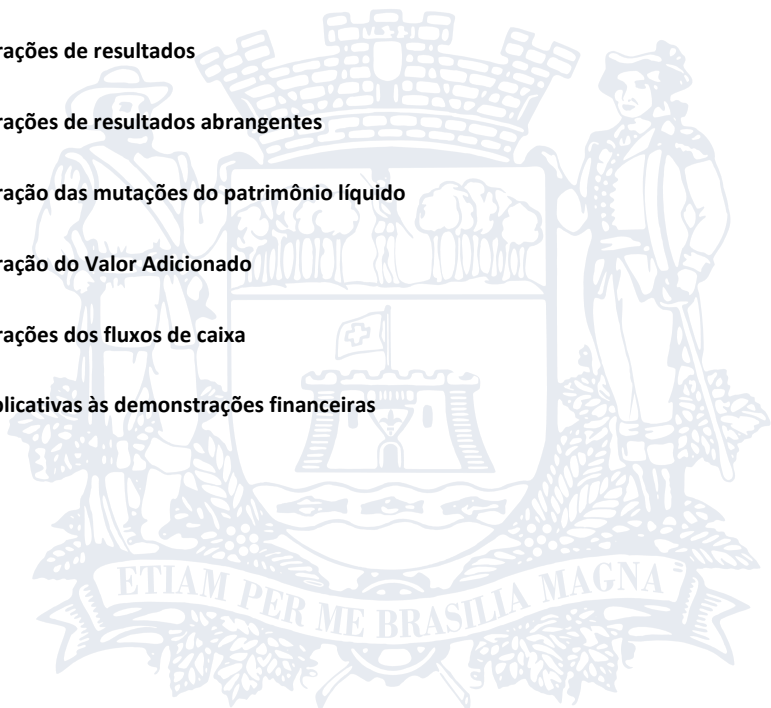 rações de resultados
rações de resultados abrangentes
ração das mutações do patrimônio líquido
ração do Valor Adicionado
rações dos fluxos de caixa
plicativas às demonstrações financeiras
ETIAM PER ME BRASILIA MAGNA